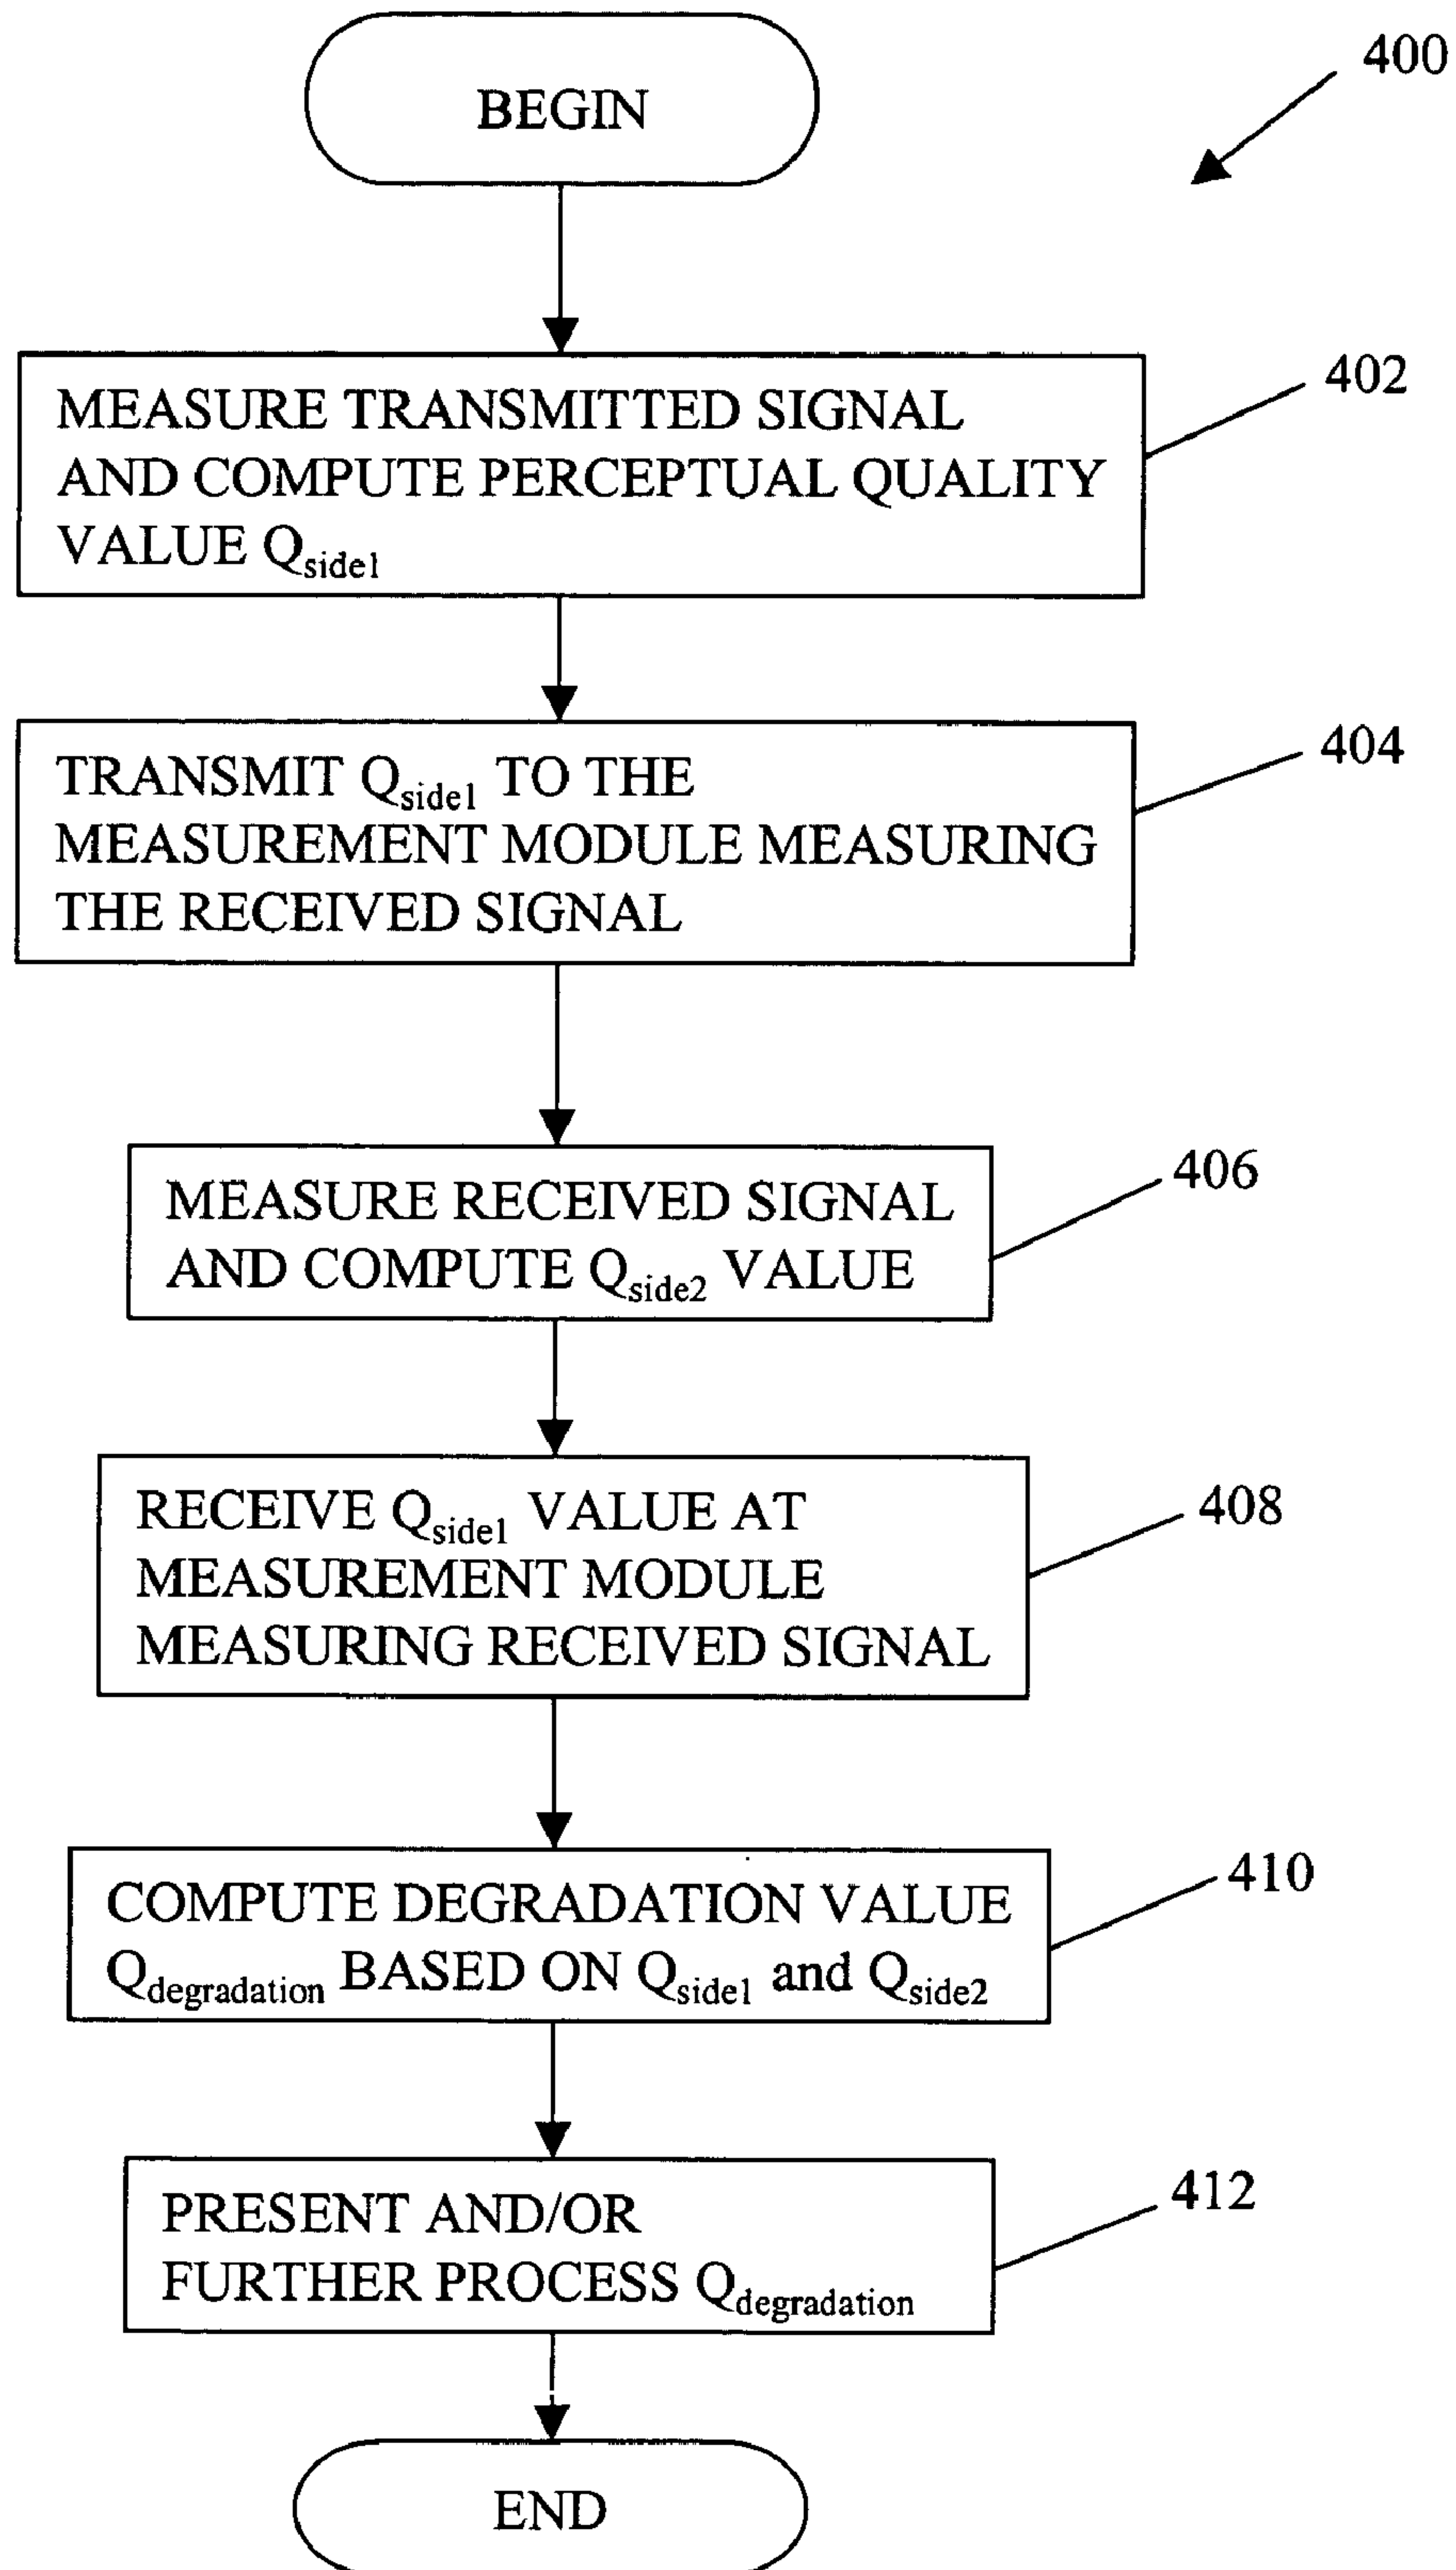 400
BEGIN
402
MEASURE TRANSMITTED SIGNAL
AND COMPUTE PERCEPTUAL QUALITY
VALUE Qside1
404
TRANSMIT Qside1 TO THE
MEASUREMENT MODULE MEASURING
THE RECEIVED SIGNAL
406
MEASURE RECEIVED SIGNAL
AND COMPUTE Qside2 VALUE
408
RECEIVE Qside1 VALUE AT
MEASUREMENT MODULE
MEASURING RECEIVED SIGNAL
410
COMPUTE DEGRADATION VALUE
Qdegradation BASED ON Qside1 and Qside2
412
PRESENT AND/OR
FURTHER PROCESS Qdegradation
END